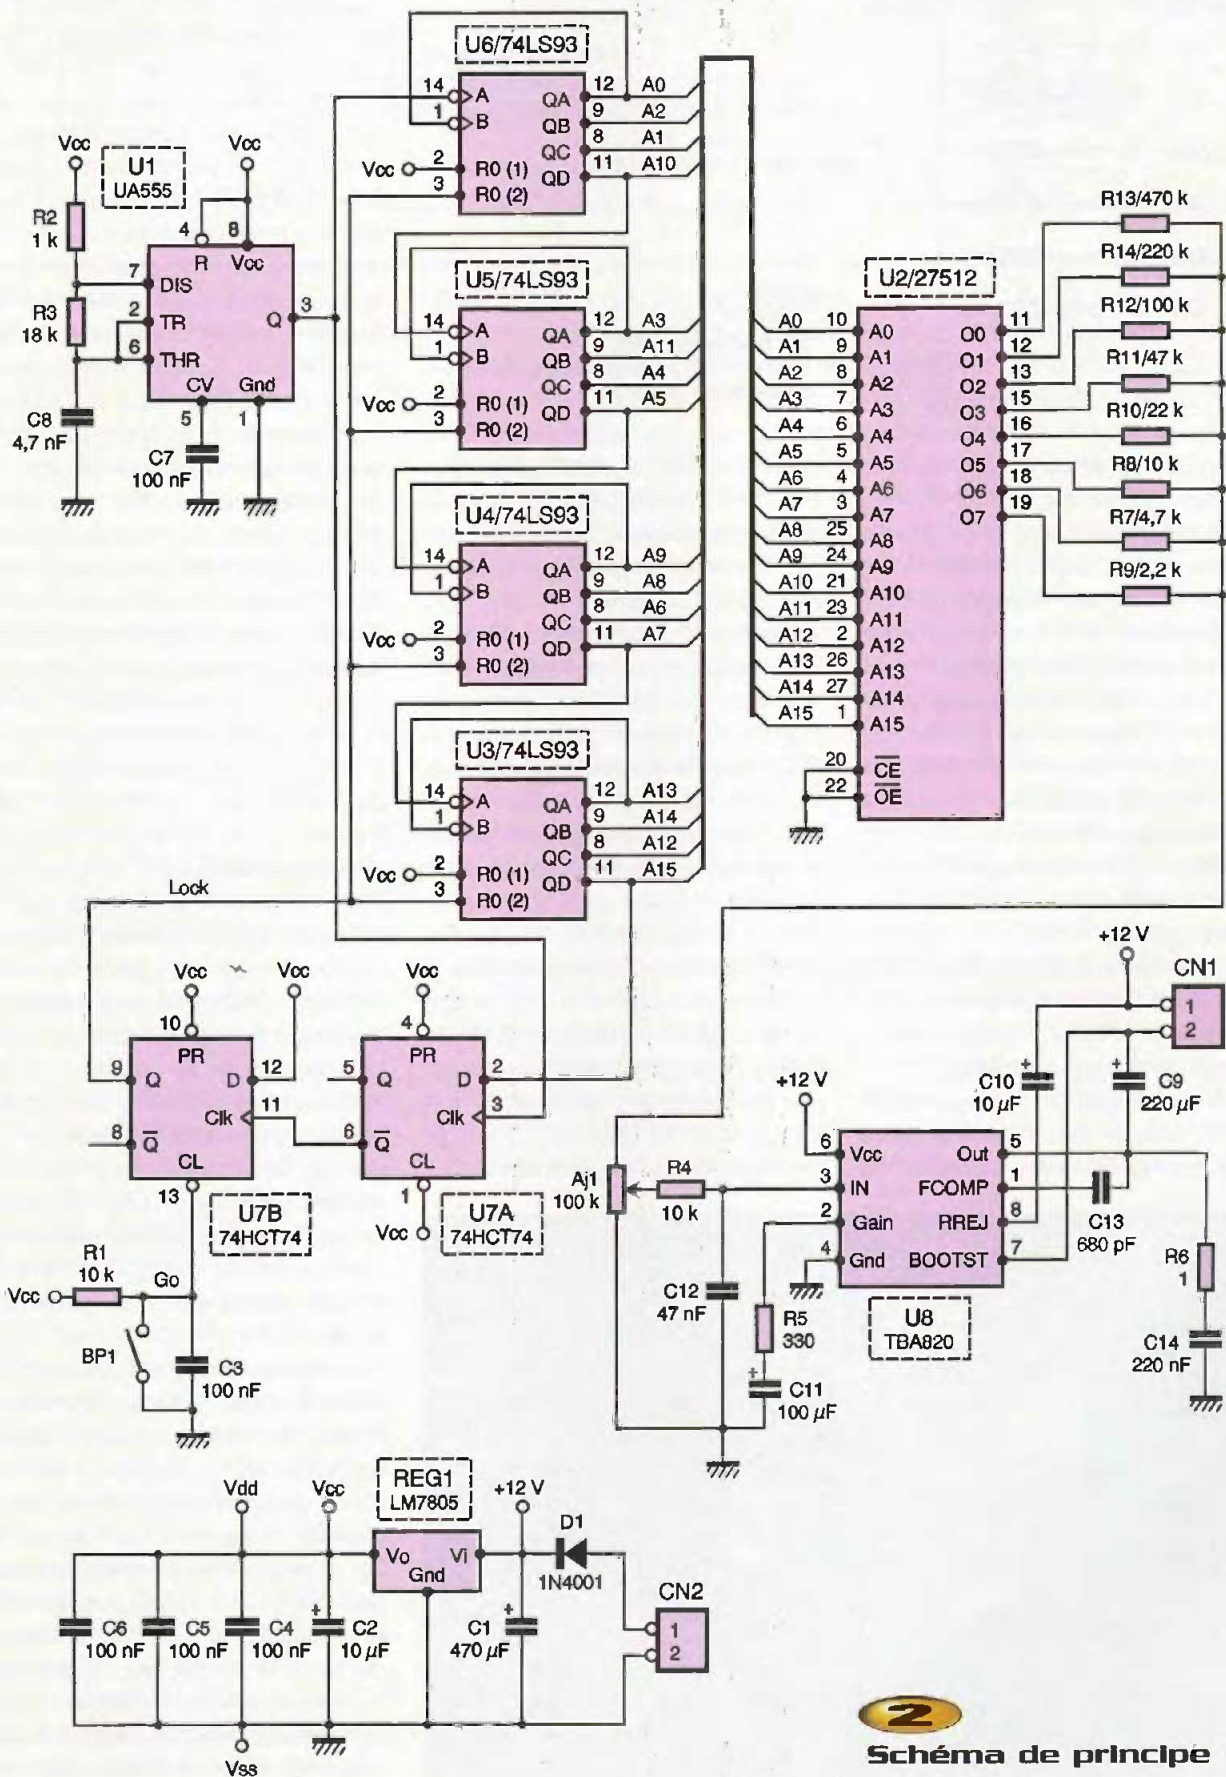 U6/74LS93
14 A QA 12 A0
1 B QB 9 A2
QC 8 A1
Vcc 2 R0 (1) QD 11 A10
3 R0 (2)
Vcc U1 Vcc
UA555
R2
1 k
4 8
R Vcc
7 DIS
R3
18 k
2 TR Q 3
6 THR
CV Gnd
5 1
C8
4,7 nF
C7
100 nF
U5/74LS93
14 A QA 12 A3
1 B QB 9 A11
QC 8 A4
Vcc 2 R0 (1) QD 11 A5
3 R0 (2)
U4/74LS93
14 A QA 12 A9
1 B QB 9 A8
QC 8 A6
Vcc 2 R0 (1) QD 11 A7
3 R0 (2)
U3/74LS93
14 A QA 12 A13
1 B QB 9 A14
QC 8 A12
Vcc 2 R0 (1) QD 11 A15
3 R0 (2)
Lock
U2/27512
A0 10 A0 O0 11
A1 9 A1 O1 12
A2 8 A2 O2 13
A3 7 A3 O3 15
A4 6 A4 O4 16
A5 5 A5 O5 17
A6 4 A6 O6 18
A7 3 A7 O7 19
A8 25 A8
A9 24 A9
A10 21 A10
A11 23 A11
A12 2 A12
A13 26 A13
A14 27 A14
A15 1 A15
20 CE
22 OE
R13/470 k
R14/220 k
R12/100 k
R11/47 k
R10/22 k
R8/10 k
R7/4,7 k
R9/2,2 k
Vcc Vcc Vcc
10 4
PR PR
9 Q D 12 5 Q D 2
Clk 11 Clk 3
8 Q 6 Q
CL CL
13 1
U7B
74HCT74
Vcc
U7A
74HCT74
R1
10 k
Go
Vcc
BP1
C3
100 nF
+12 V
CN1
1
2
+12 V
C10
10 µF
C9
220 µF
6 Vcc Out 5
3 IN FCOMP 1
2 Gain RREJ 8
4 Gnd BOOTST 7
U8
TBA820
Aj1
100 k
R4
10 k
C13
680 pF
R6
1
C12
47 nF
R5
330
C14
220 nF
C11
100 µF
Vdd Vcc REG1 +12 V
LM7805
D1
1N4001
Vo Vi
Gnd
CN2
1
2
C6
100 nF
C5
100 nF
C4
100 nF
C2
10 µF
C1
470 µF
Vss
2
Schéma de principe